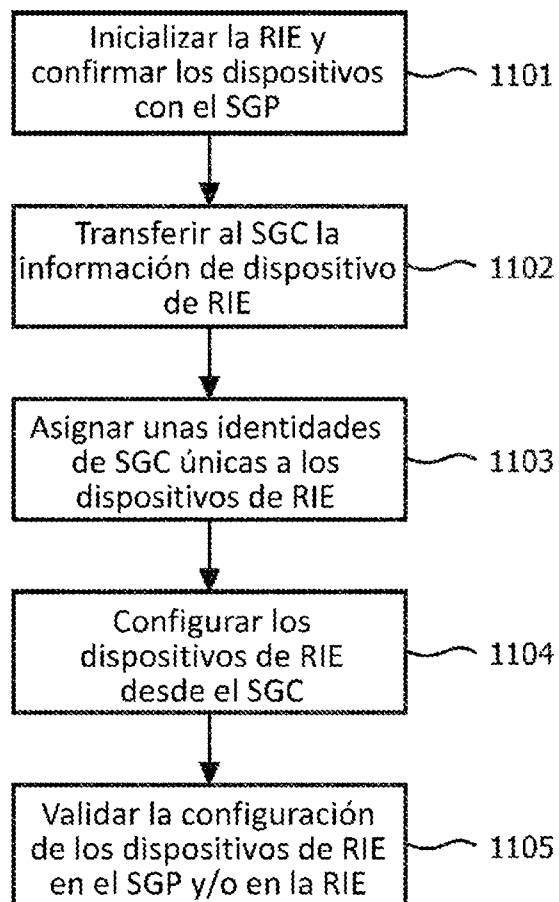 Inicializar la RIE y
confirmar los dispositivos
con el SGP
1101
Transferir al SGC la
información de dispositivo
de RIE
1102
Asignar unas identidades
de SGC únicas a los
dispositivos de RIE
1103
Configurar los
dispositivos de RIE
desde el SGC
1104
Validar la configuración
de los dispositivos de RIE
en el SGP y/o en la RIE
1105